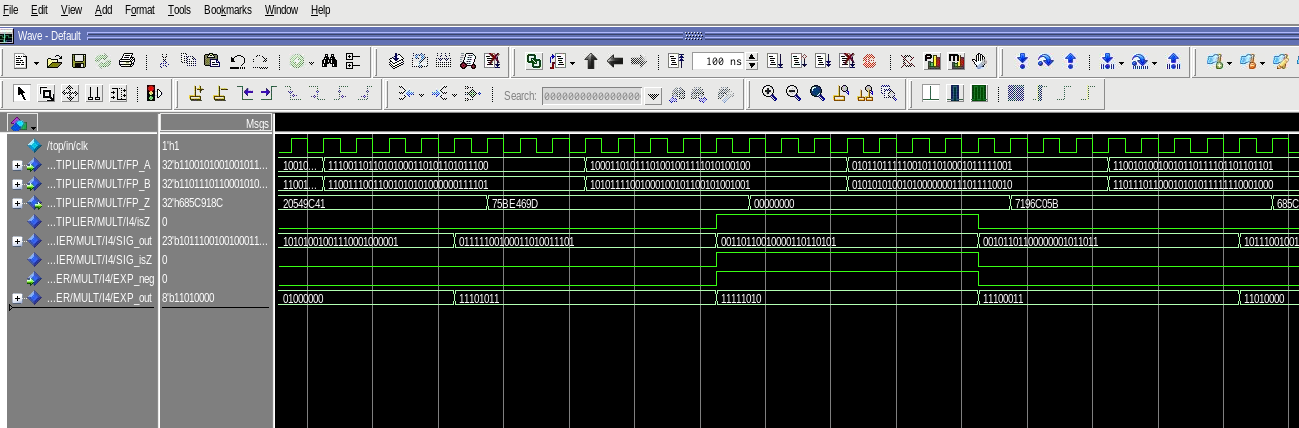 File Edit View Add Format Tools Bookmarks Window Help
Wave - Default
100 ns
Search: 000000000000000
Msgs
/top/in/clk 1'h1
...TIPLIER/MULT/FP_A 32'b1100101001001011... 10010... 11100110110101000110101101011100 10001101011101001001111010100100 01011011111001011010001011111001 11001010010010110111101101101101
...TIPLIER/MULT/FP_B 32'b1101110110001010... 11001... 11001110011001010101000000111101 10101111001000100101100101001001 01010101001010000000111011110010 11011101100010101011111110001000
...TIPLIER/MULT/FP_Z 32'h685C918C 20549C41 75BE469D 00000000 7196C05B 685C
...TIPLIER/MULT/I4/isZ 0
...IER/MULT/I4/SIG_out 23'b1011100100100011... 10101001001110001000001 01111110010001101001110 1 00110110010000110110101 00101101100000001011011 10111001001
...IER/MULT/I4/SIG_isZ 0
...ER/MULT/I4/EXP_neg 0
...ER/MULT/I4/EXP_out 8'b11010000 01000000 11101011 11111010 11100011 11010000